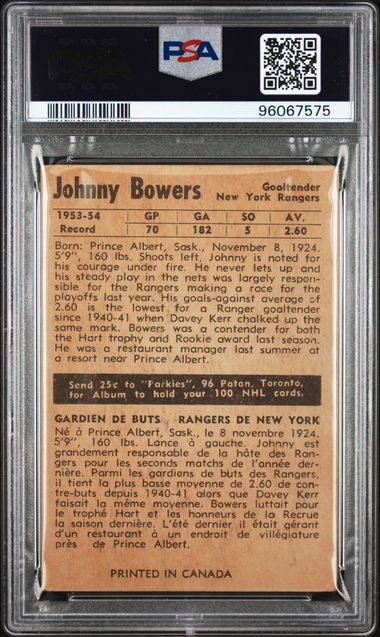 PSA
96067575
Johnny Bowers
Goaltender
New York Rangers
1953-54 GP GA SO AV.
Record 70 182 5 2.60
Born: Prince Albert, Sask., November 8, 1924.
5'9", 160 lbs. Shoots left, Johnny is noted for
his courage under fire. He never lets up and
his steady play in the nets was largely respon-
sible for the Rangers making a race for the
playoffs last year. His goals-against average of
2.60 is the lowest for a Ranger goaltender
since 1940-41 when Davey Kerr chalked up the
same mark. Bowers was a contender for both
the Hart trophy and Rookie award last season.
He was a restaurant manager last summer at
a resort near Prince Albert.
Send 25¢ to "Parkies", 96 Paton, Toronto,
for Album to hold your 100 NHL cards.
GARDIEN DE BUTS RANGERS DE NEW YORK
Né à Prince Albert, Sask., le 8 novembre 1924.
5'9", 160 lbs. Lance à gauche. Johnny est
grandement responsable de la hâte des Ran-
gers pour les seconds matchs de l'année der-
nière. Parmi les gardiens de buts des Rangers,
il tient la plus basse moyenne de 2.60 de con-
tre-buts depuis 1940-41 alors que Davey Kerr
faisait la même moyenne. Bowers luttait pour
le trophé Hart et les honneurs de la Recrue
la saison dernière. L'été dernier il était gérant
d'un restaurant à un endroit de villégiature
près de Prince Albert.
PRINTED IN CANADA